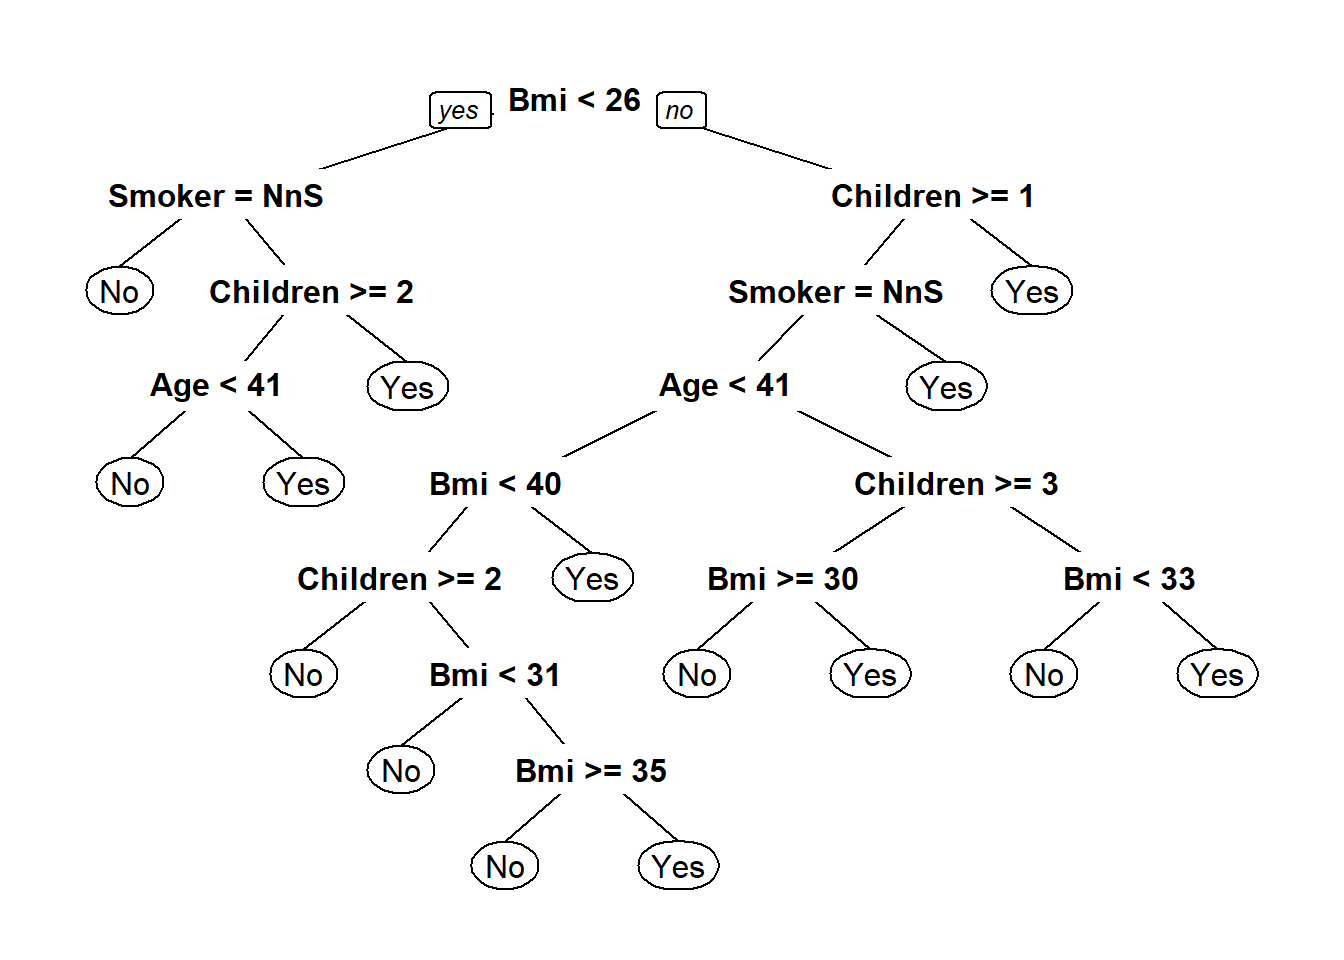 yes Bmi < 26 no
Smoker = NnS Children >= 1
No Children >= 2 Smoker = NnS Yes
Age < 41 Yes Age < 41 Yes
No Yes Bmi < 40 Children >= 3
Children >= 2 Yes Bmi >= 30 Bmi < 33
No Bmi < 31 No Yes No Yes
No Bmi >= 35
No Yes